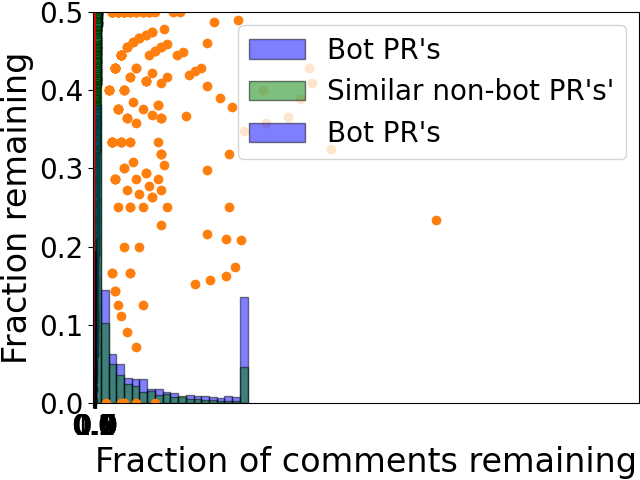 Bot PR's
Similar non-bot PR's'
Bot PR's
0.5
0.4
0.3
0.2
0.1
0.0
Fraction remaining
Fraction of comments remaining